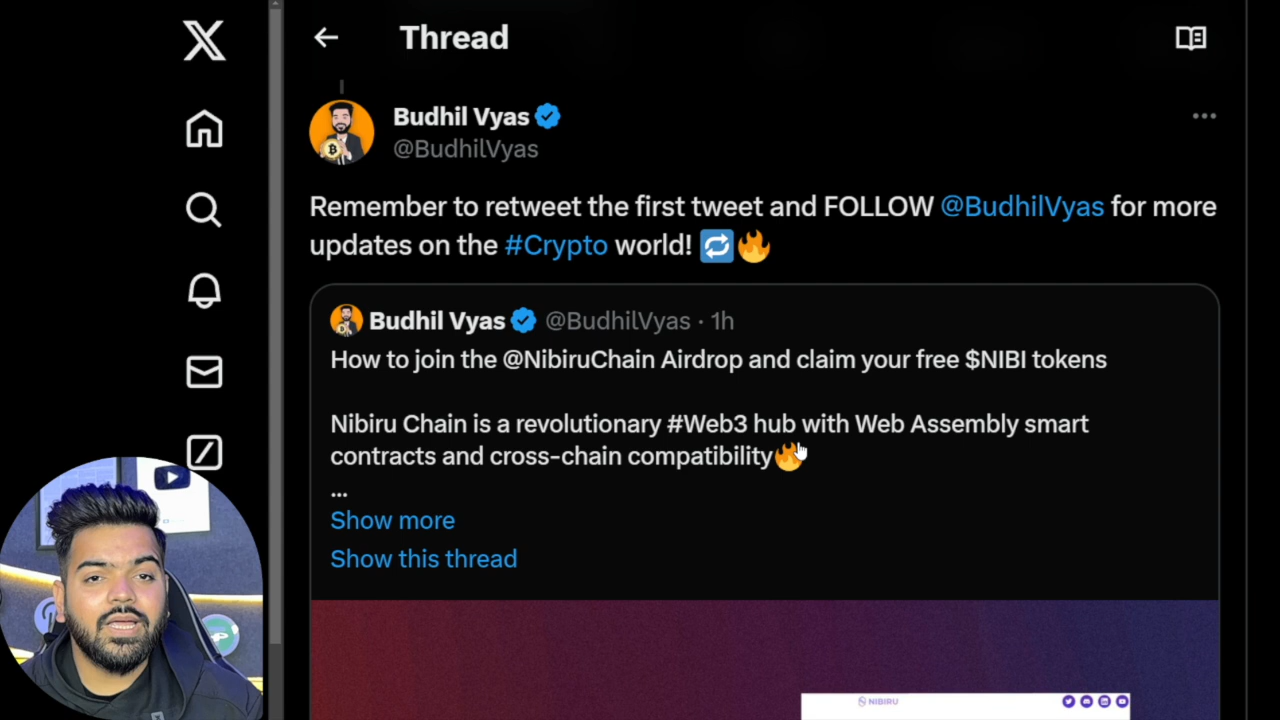 Thread
Budhil Vyas
@BudhilVyas
Remember to retweet the first tweet and FOLLOW @BudhilVyas for more
updates on the #Crypto world! 🔁🔥
Budhil Vyas @BudhilVyas · 1h
How to join the @NibiruChain Airdrop and claim your free $NIBI tokens
Nibiru Chain is a revolutionary #Web3 hub with Web Assembly smart
contracts and cross-chain compatibility🔥
...
Show more
Show this thread
NIBIRU